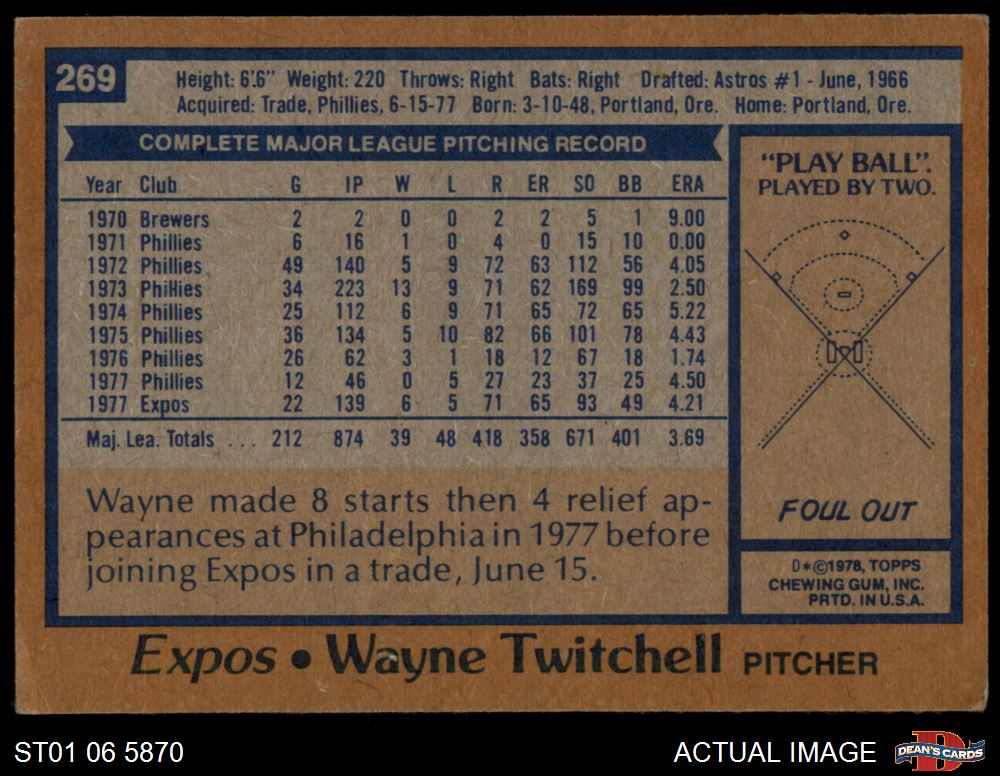 269
Height: 6'6" Weight: 220 Throws: Right Bats: Right Drafted: Astros #1 - June, 1966
Acquired: Trade, Phillies, 6-15-77 Born: 3-10-48, Portland, Ore. Home: Portland, Ore.
COMPLETE MAJOR LEAGUE PITCHING RECORD
Year Club G IP W L R ER SO BB ERA
1970 Brewers 2 2 0 0 2 2 5 1 9.00
1971 Phillies 6 16 1 0 4 0 15 10 0.00
1972 Phillies 49 140 5 9 72 63 112 56 4.05
1973 Phillies 34 223 13 9 71 62 169 99 2.50
1974 Phillies 25 112 6 9 71 65 72 65 5.22
1975 Phillies 36 134 5 10 82 66 101 78 4.43
1976 Phillies 26 62 3 1 18 12 67 18 1.74
1977 Phillies 12 46 0 5 27 23 37 25 4.50
1977 Expos 22 139 6 5 71 65 93 49 4.21
Maj. Lea. Totals ... 212 874 39 48 418 358 671 401 3.69
Wayne made 8 starts then 4 relief ap-
pearances at Philadelphia in 1977 before
joining Expos in a trade, June 15.
"PLAY BALL".
PLAYED BY TWO.
FOUL OUT
D*©1978, TOPPS
CHEWING GUM, INC.
PRTD. IN U.S.A.
Expos • Wayne Twitchell PITCHER
ST01 06 5870
ACTUAL IMAGE
DEAN'S CARDS